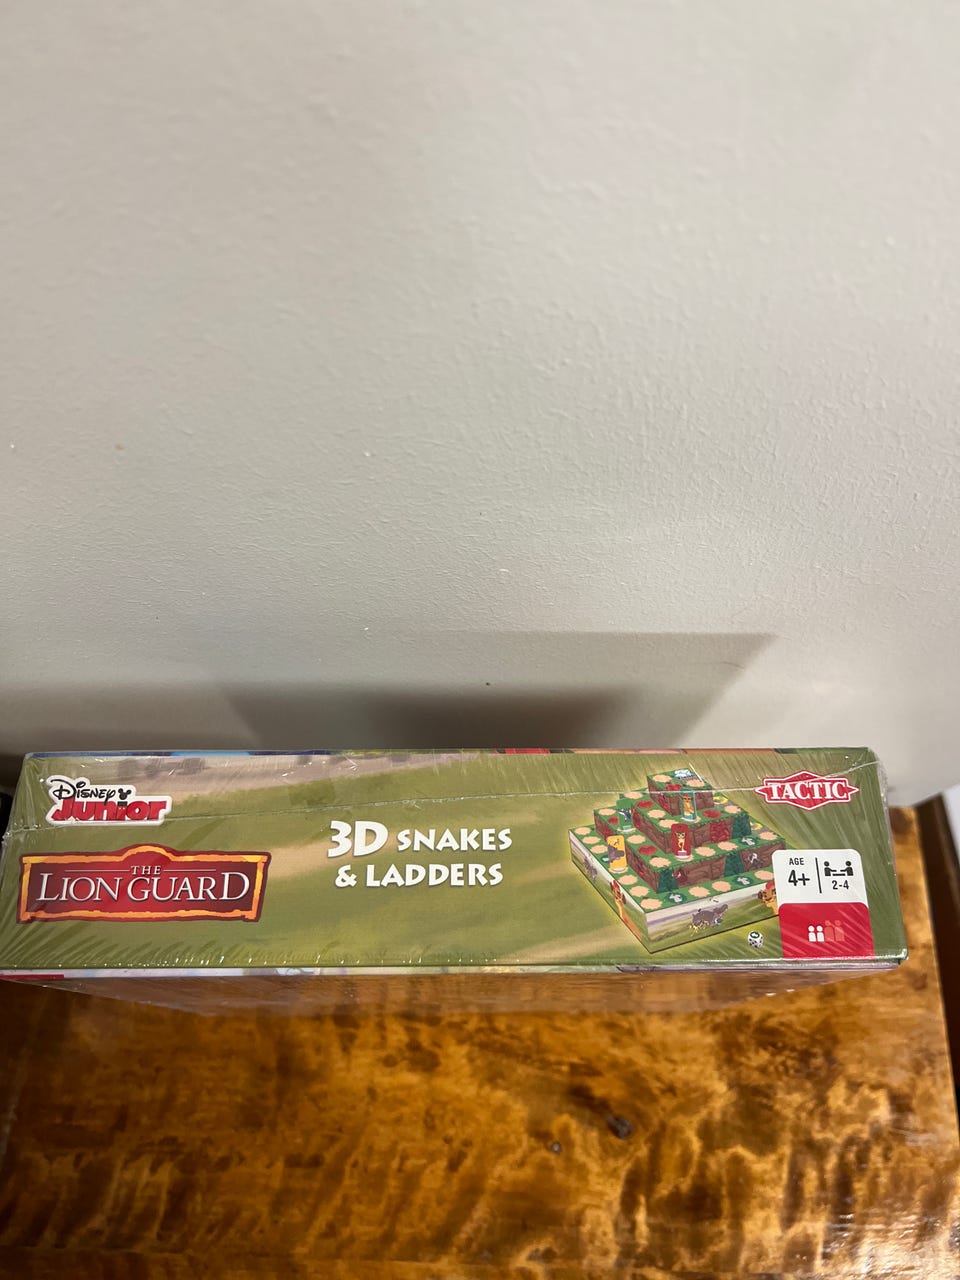 Disney
Junior
THE
LION GUARD
3D SNAKES
& LADDERS
TACTIC
AGE
4+
2-4